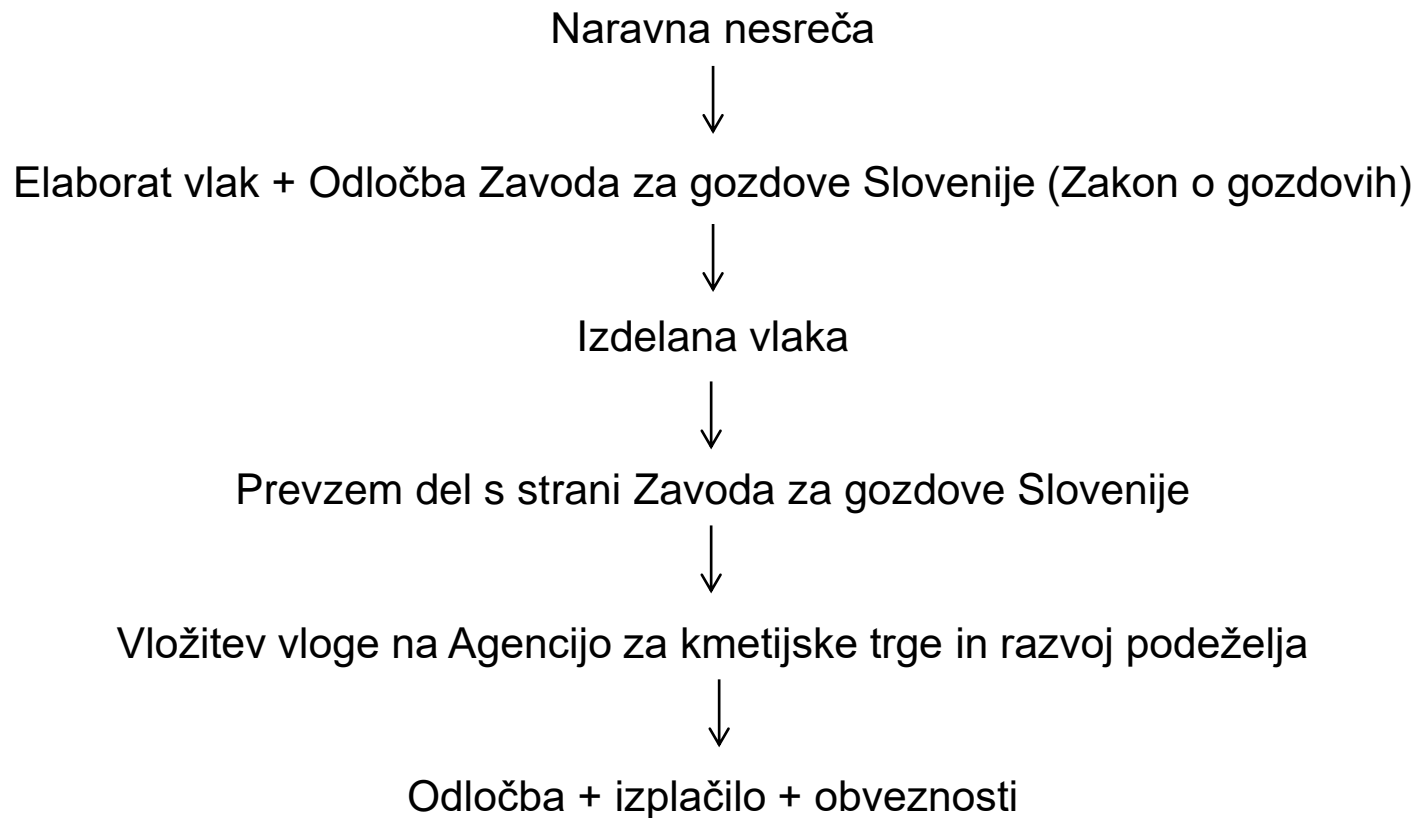 Naravna nesreča
Elaborat vlak + Odločba Zavoda za gozdove Slovenije (Zakon o gozdovih)
Izdelana vlaka
Prevzem del s strani Zavoda za gozdove Slovenije
Vložitev vloge na Agencijo za kmetijske trge in razvoj podeželja
Odločba + izplačilo + obveznosti